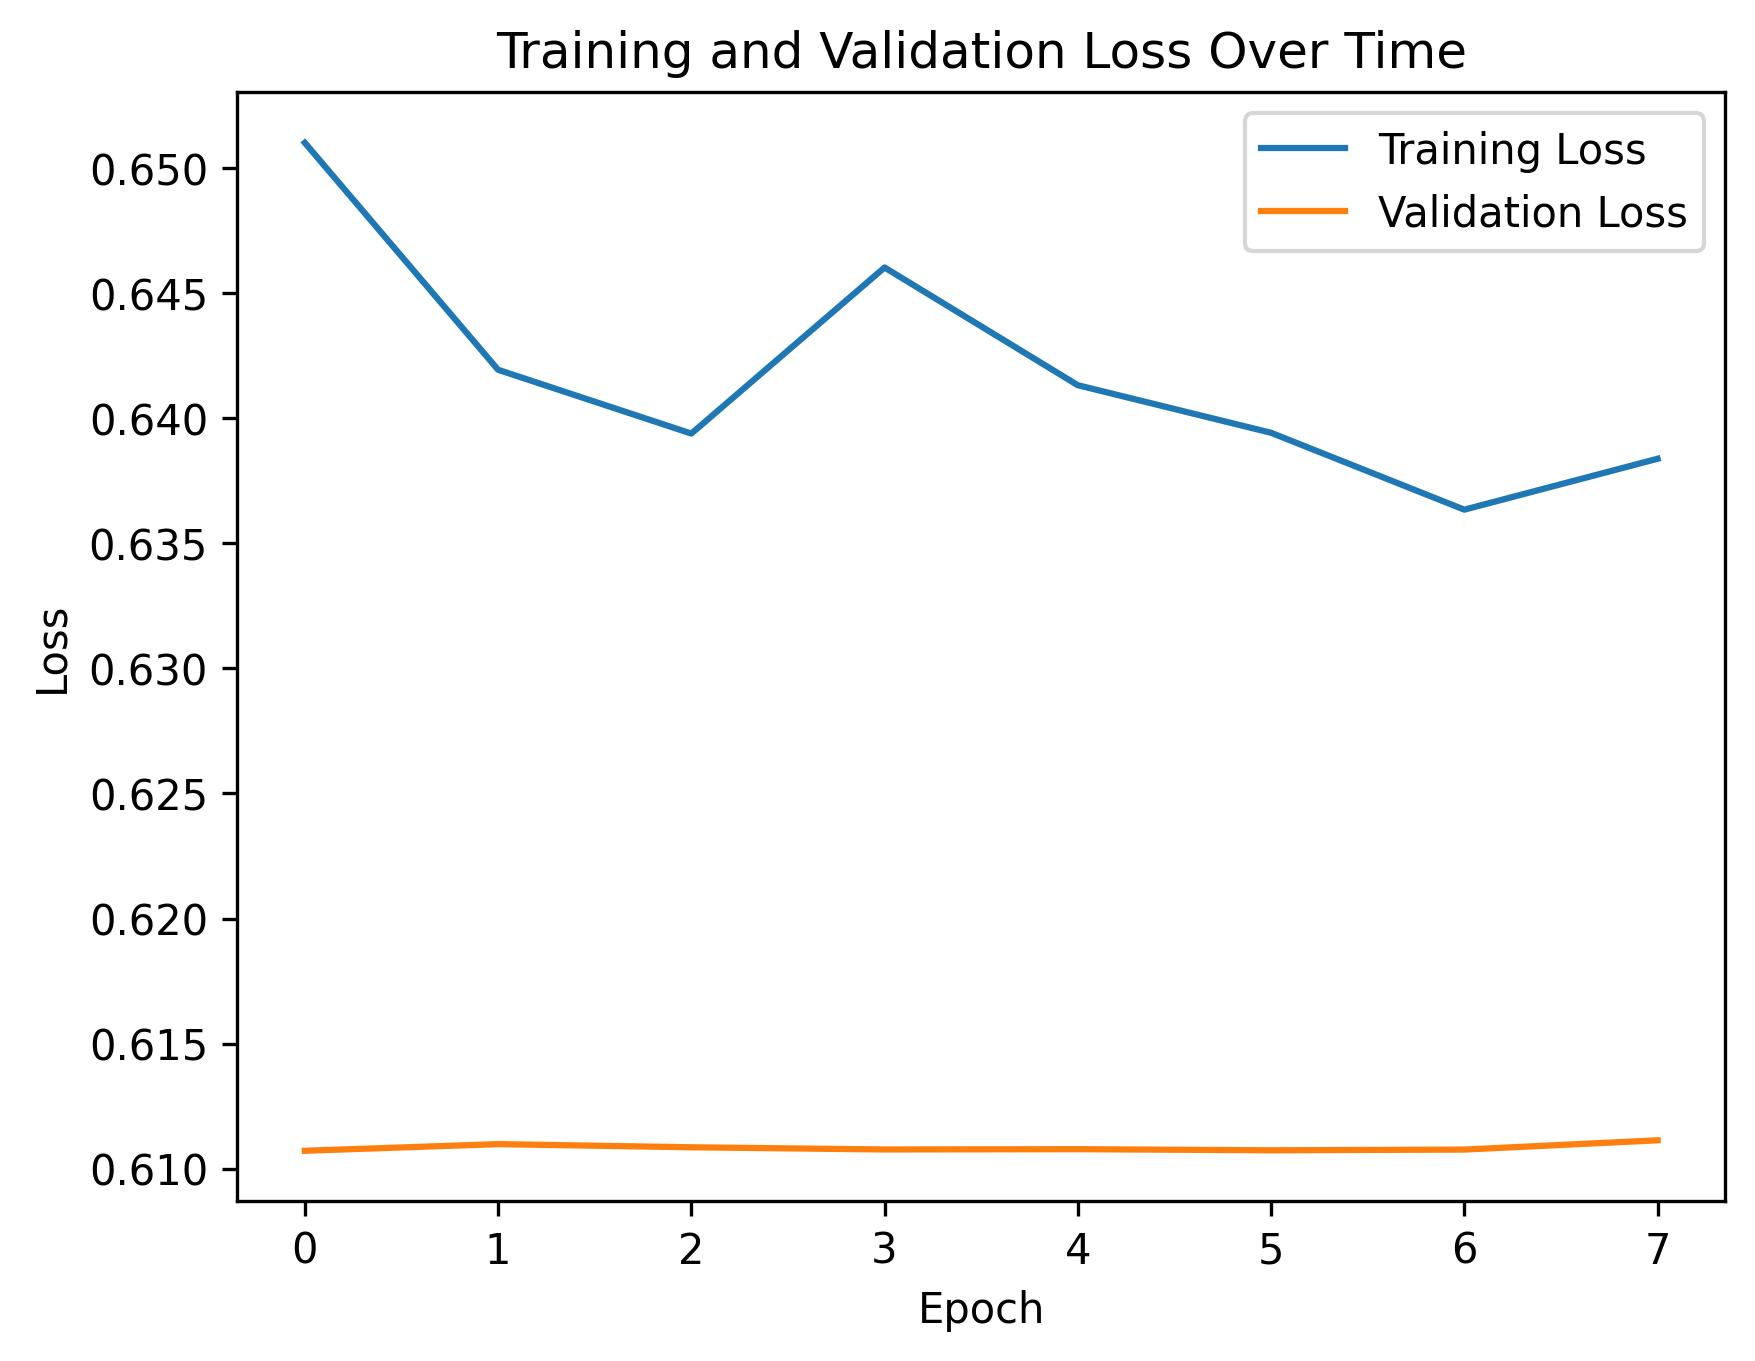 Training and Validation Loss Over Time
Training Loss
Validation Loss
0.650
0.645
0.640
0.635
0.630
0.625
0.620
0.615
0.610
Loss
0 1 2 3 4 5 6 7
Epoch